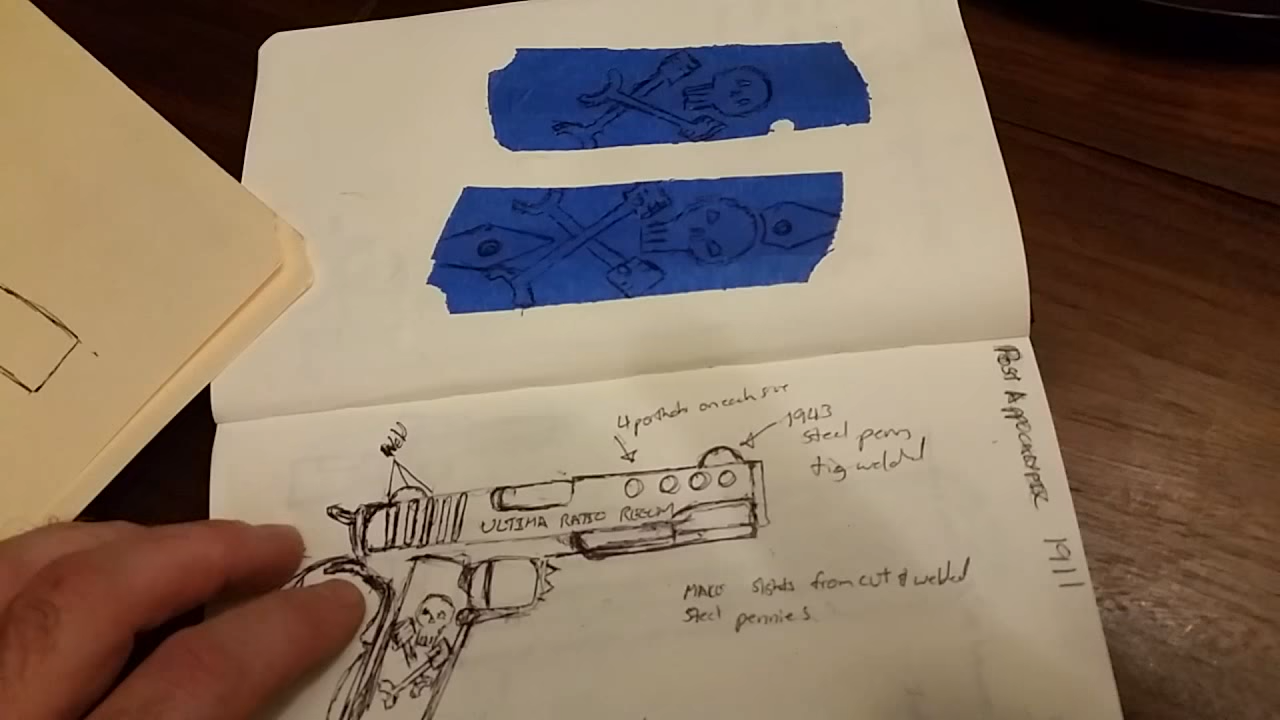 Post Apocalyptic 1911
4 portholes on each side
1943
steel penny
tig welded
Weld
ULTIMA RATIO REGUM
MAKE sights from cut & welded
steel pennies